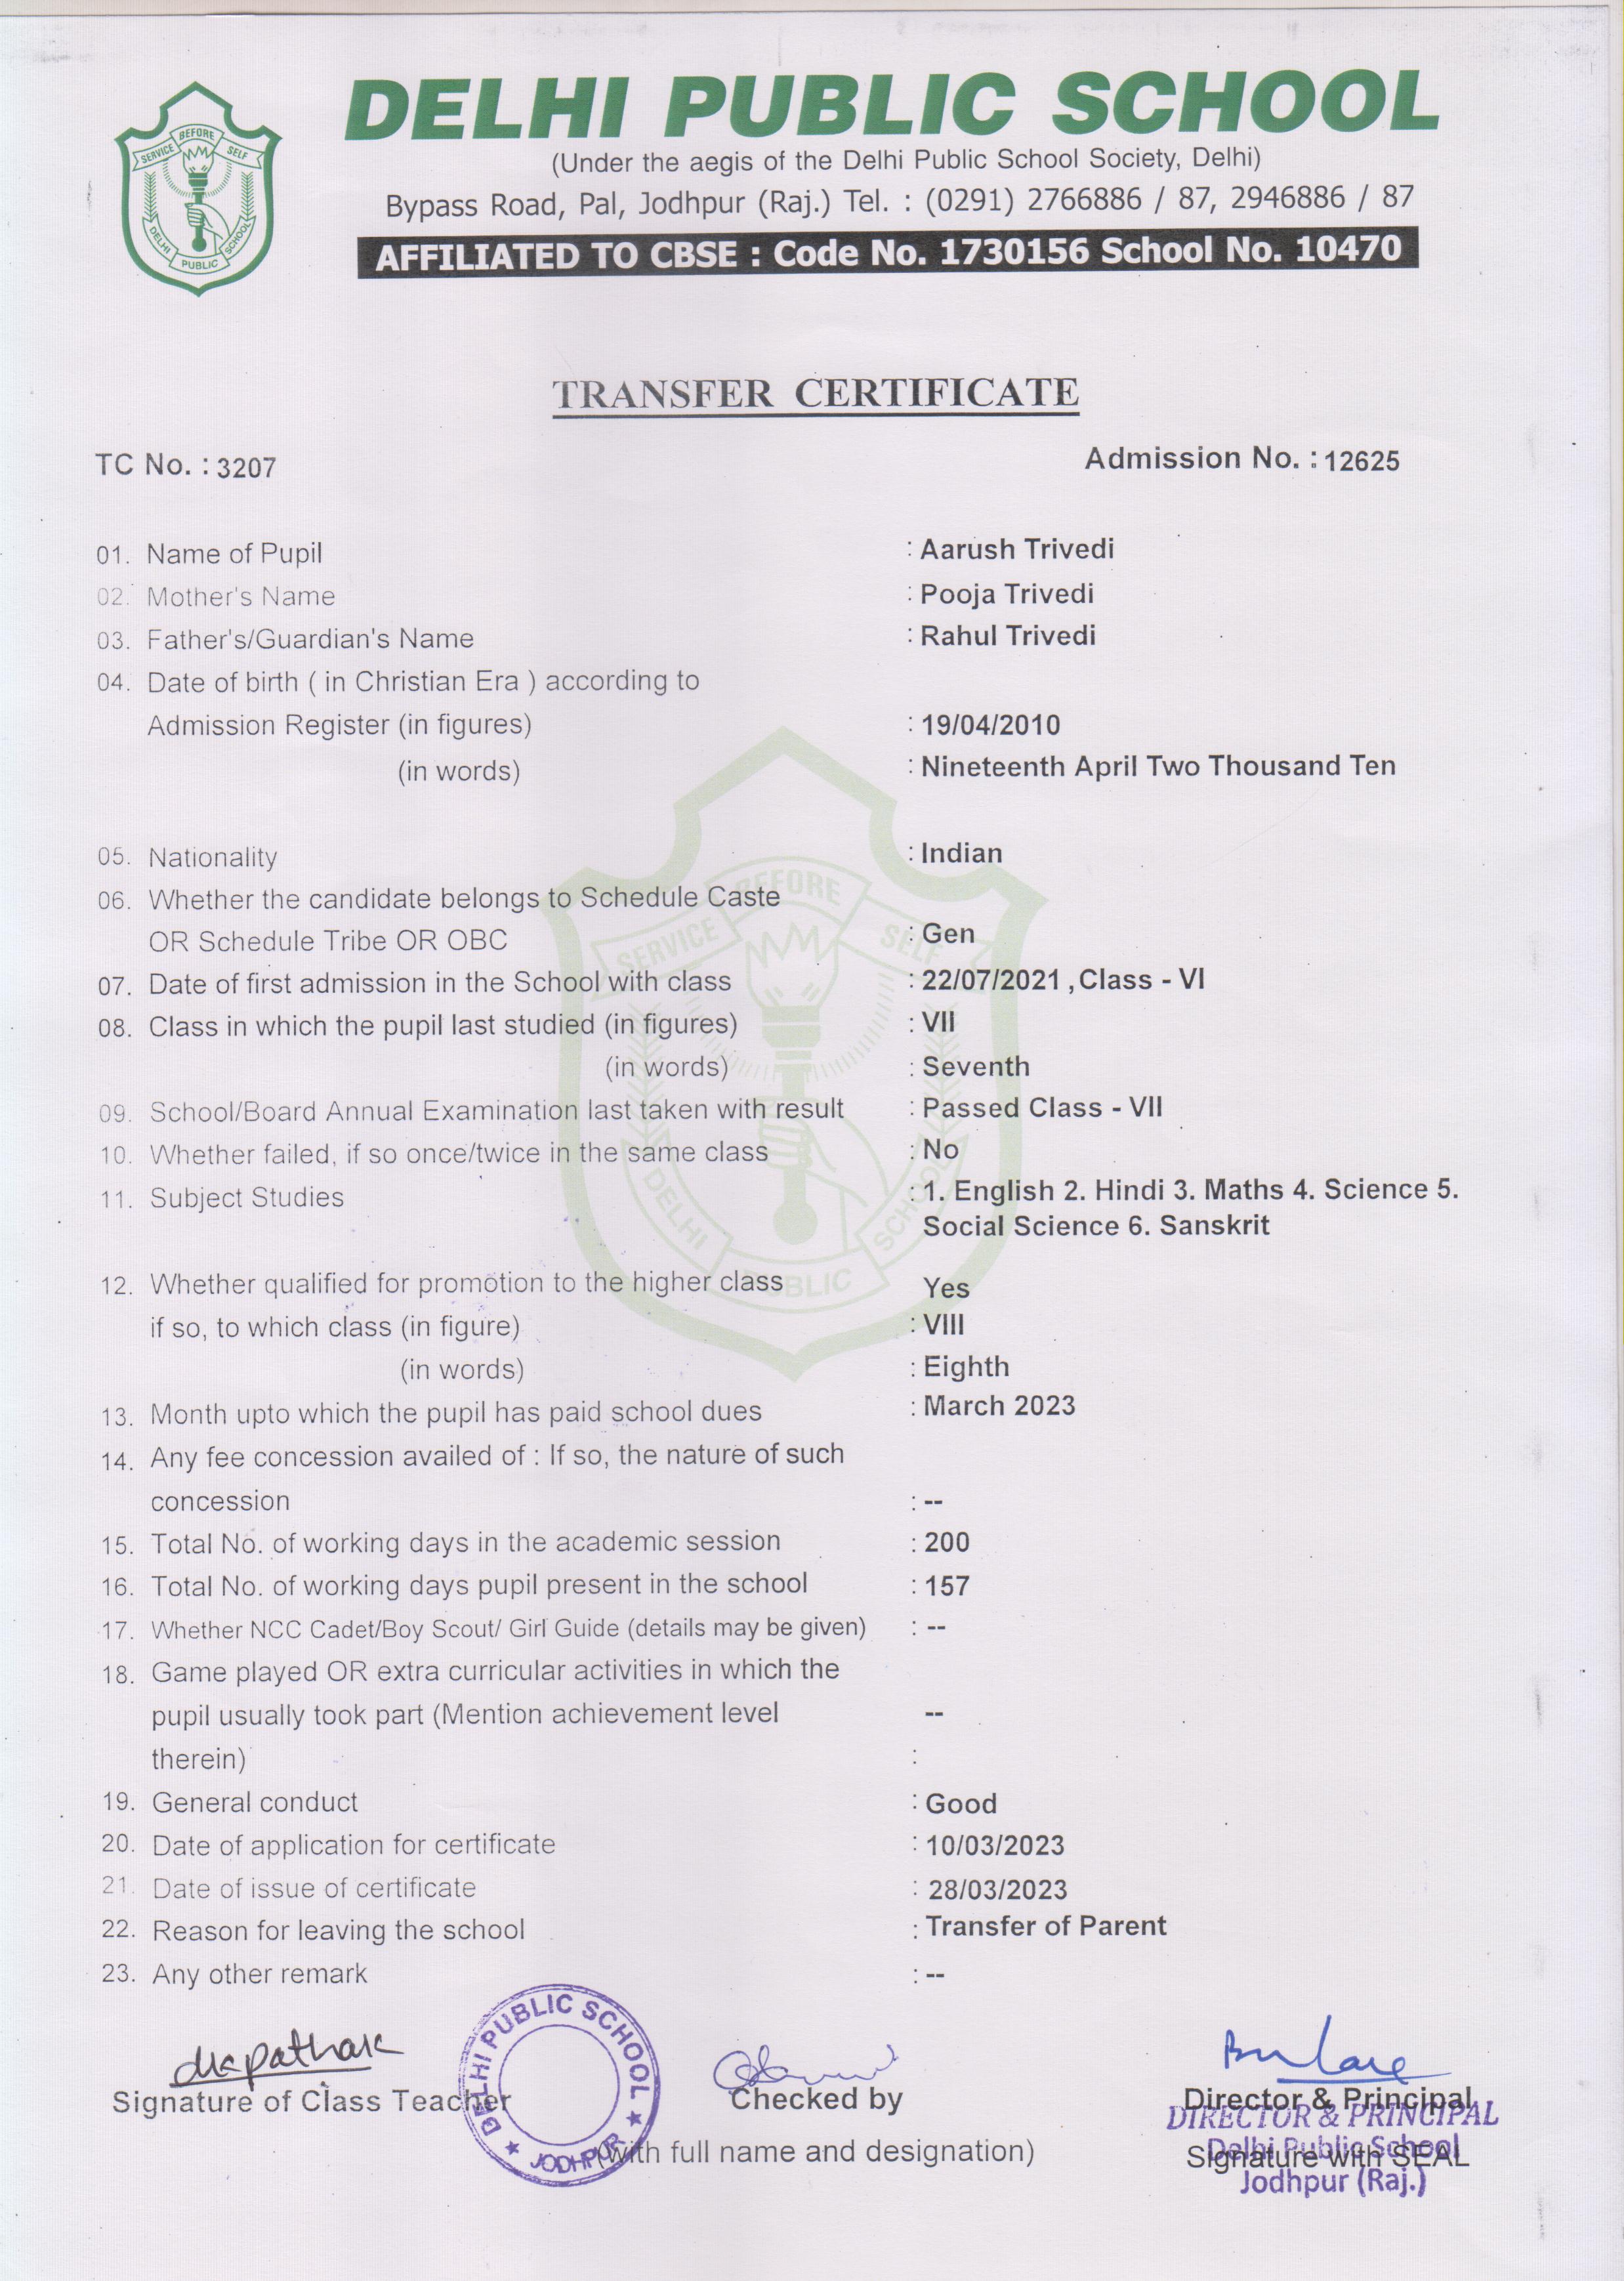 SERVICE BEFORE SELF
DELHI PUBLIC SCHOOL
DELHI PUBLIC SCHOOL
(Under the aegis of the Delhi Public School Society, Delhi)
Bypass Road, Pal, Jodhpur (Raj.) Tel. : (0291) 2766886 / 87, 2946886 / 87
AFFILIATED TO CBSE : Code No. 1730156 School No. 10470
TRANSFER CERTIFICATE
TC No. : 3207 Admission No. : 12625
01. Name of Pupil : Aarush Trivedi
02. Mother's Name : Pooja Trivedi
03. Father's/Guardian's Name : Rahul Trivedi
04. Date of birth ( in Christian Era ) according to
Admission Register (in figures) : 19/04/2010
(in words) : Nineteenth April Two Thousand Ten
05. Nationality : Indian
06. Whether the candidate belongs to Schedule Caste
OR Schedule Tribe OR OBC : Gen
07. Date of first admission in the School with class : 22/07/2021 , Class - VI
08. Class in which the pupil last studied (in figures) : VII
(in words) : Seventh
09. School/Board Annual Examination last taken with result : Passed Class - VII
10. Whether failed, if so once/twice in the same class : No
11. Subject Studies : 1. English 2. Hindi 3. Maths 4. Science 5.
Social Science 6. Sanskrit
12. Whether qualified for promotion to the higher class Yes
if so, to which class (in figure) : VIII
(in words) : Eighth
13. Month upto which the pupil has paid school dues : March 2023
14. Any fee concession availed of : If so, the nature of such
concession : --
15. Total No. of working days in the academic session : 200
16. Total No. of working days pupil present in the school : 157
17. Whether NCC Cadet/Boy Scout/ Girl Guide (details may be given) : --
18. Game played OR extra curricular activities in which the
pupil usually took part (Mention achievement level --
therein) :
19. General conduct : Good
20. Date of application for certificate : 10/03/2023
21. Date of issue of certificate : 28/03/2023
22. Reason for leaving the school : Transfer of Parent
23. Any other remark : --
SERVICE BEFORE SELF
DELHI PUBLIC SCHOOL
Signature of Class Teacher
DELHI PUBLIC SCHOOL
JODHPUR
Checked by
(with full name and designation)
Director & Principal
DIRECTOR & PRINCIPAL
Delhi Public School
Signature with SEAL
Jodhpur (Raj.)